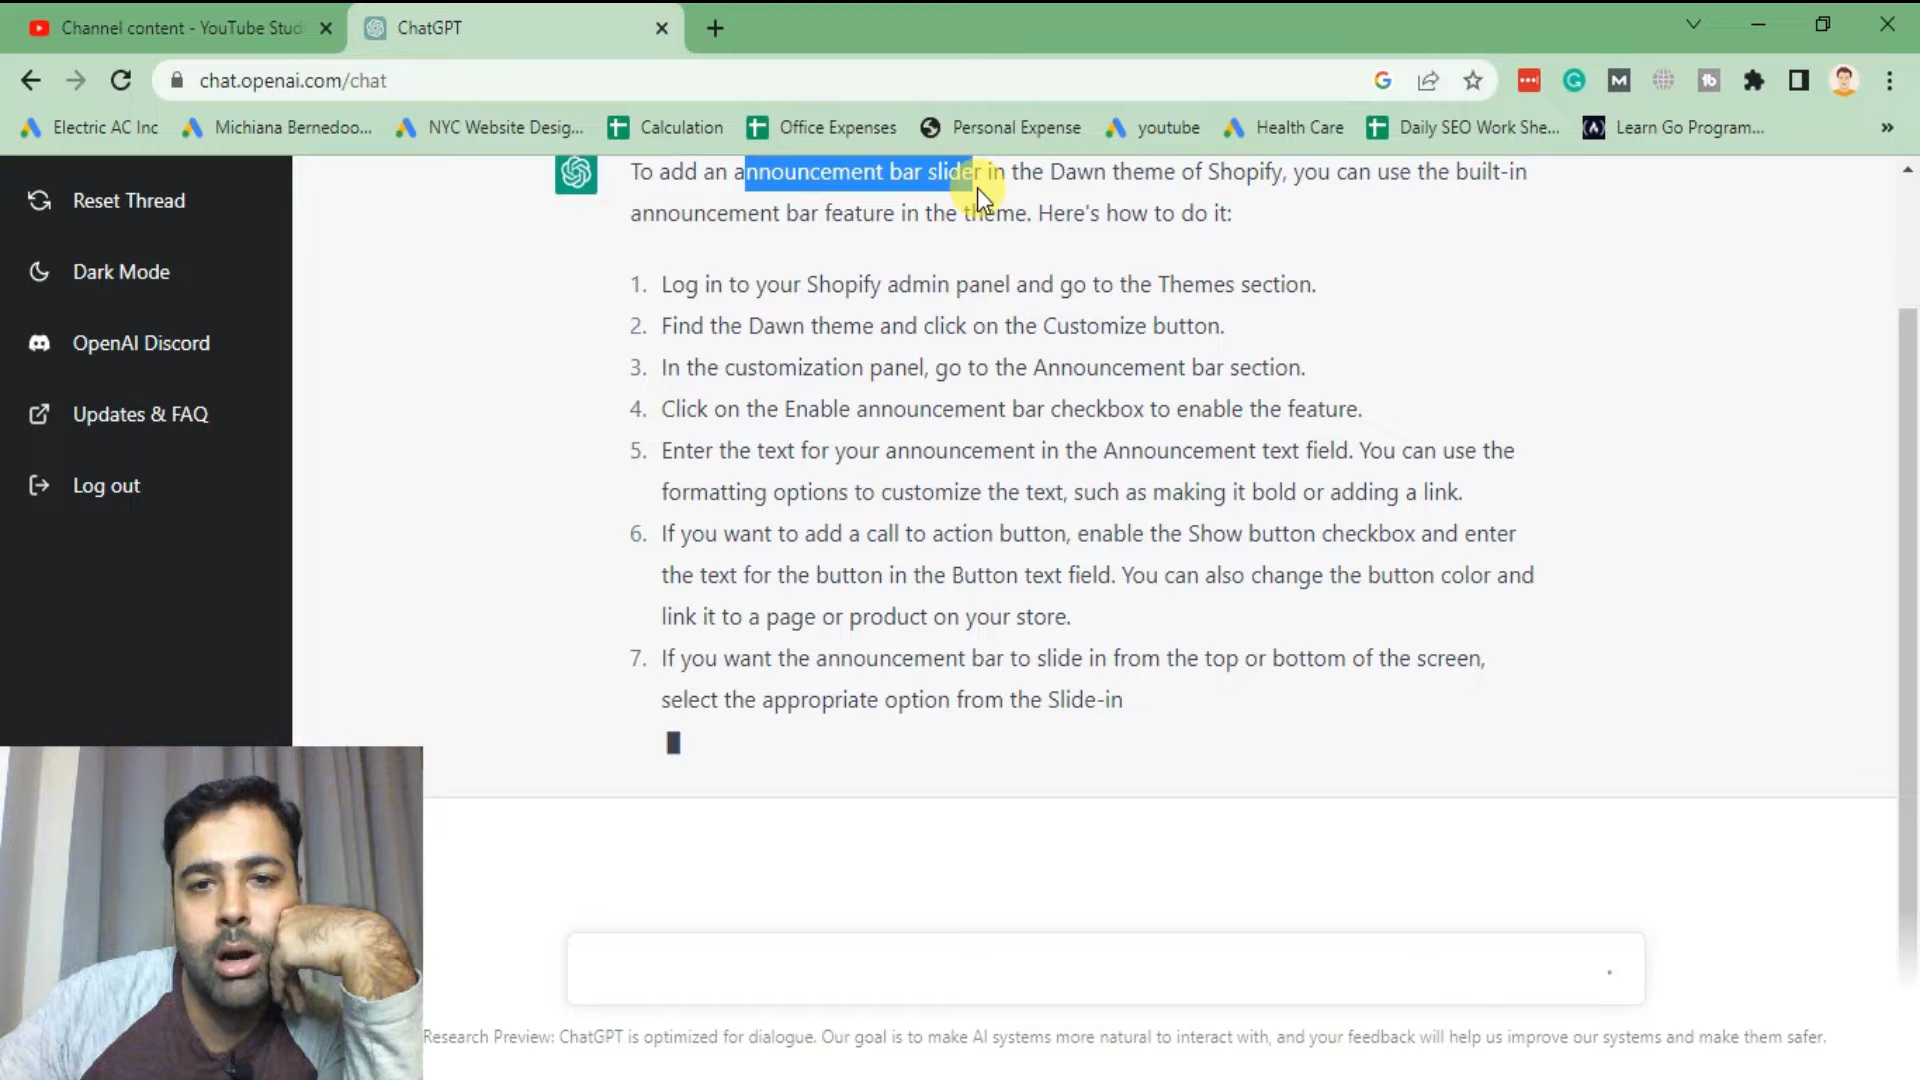 Channel content - YouTube Stud
ChatGPT
chat.openai.com/chat
Electric AC Inc
Michiana Bernedoo...
NYC Website Desig...
Calculation
Office Expenses
Personal Expense
youtube
Health Care
Daily SEO Work She...
Learn Go Program...
»
Reset Thread
Dark Mode
OpenAI Discord
Updates & FAQ
Log out
To add an announcement bar slider in the Dawn theme of Shopify, you can use the built-in
announcement bar feature in the theme. Here's how to do it:
1. Log in to your Shopify admin panel and go to the Themes section.
2. Find the Dawn theme and click on the Customize button.
3. In the customization panel, go to the Announcement bar section.
4. Click on the Enable announcement bar checkbox to enable the feature.
5. Enter the text for your announcement in the Announcement text field. You can use the
formatting options to customize the text, such as making it bold or adding a link.
6. If you want to add a call to action button, enable the Show button checkbox and enter
the text for the button in the Button text field. You can also change the button color and
link it to a page or product on your store.
7. If you want the announcement bar to slide in from the top or bottom of the screen,
select the appropriate option from the Slide-in
Research Preview: ChatGPT is optimized for dialogue. Our goal is to make AI systems more natural to interact with, and your feedback will help us improve our systems and make them safer.